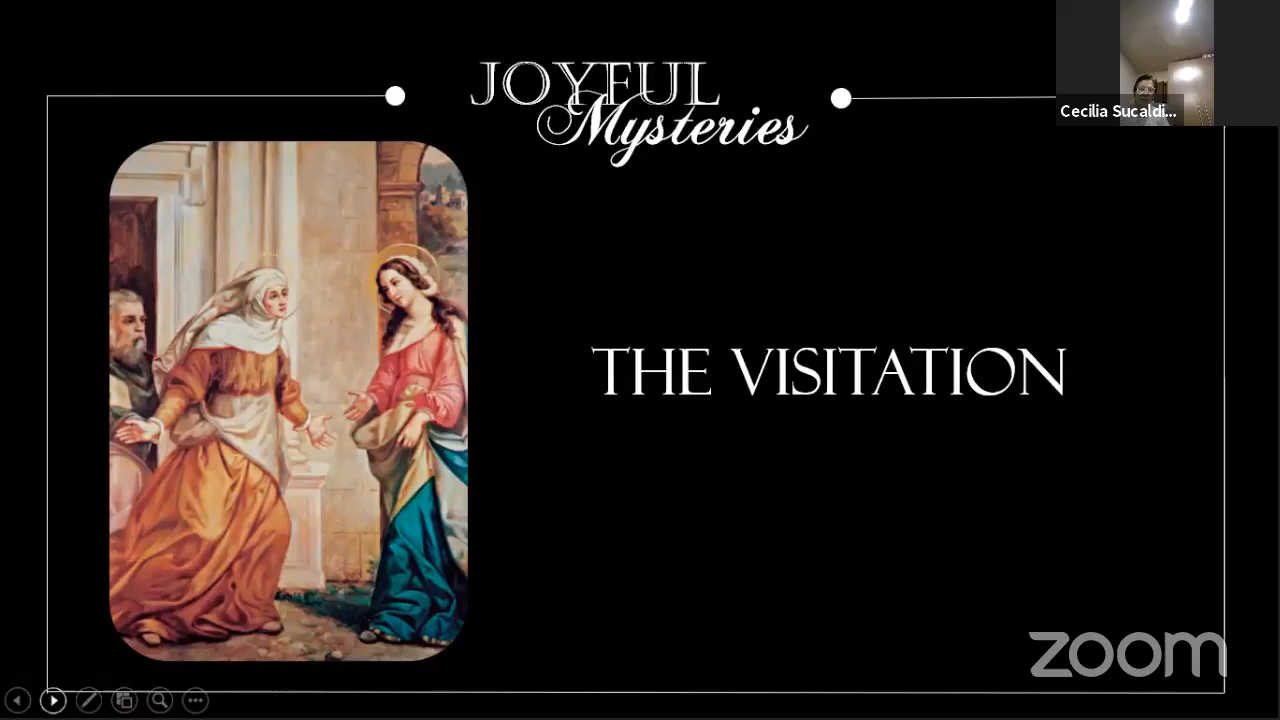 JOYFUL
Mysteries
Cecilia Sucaldi...
THE VISITATION
zoom